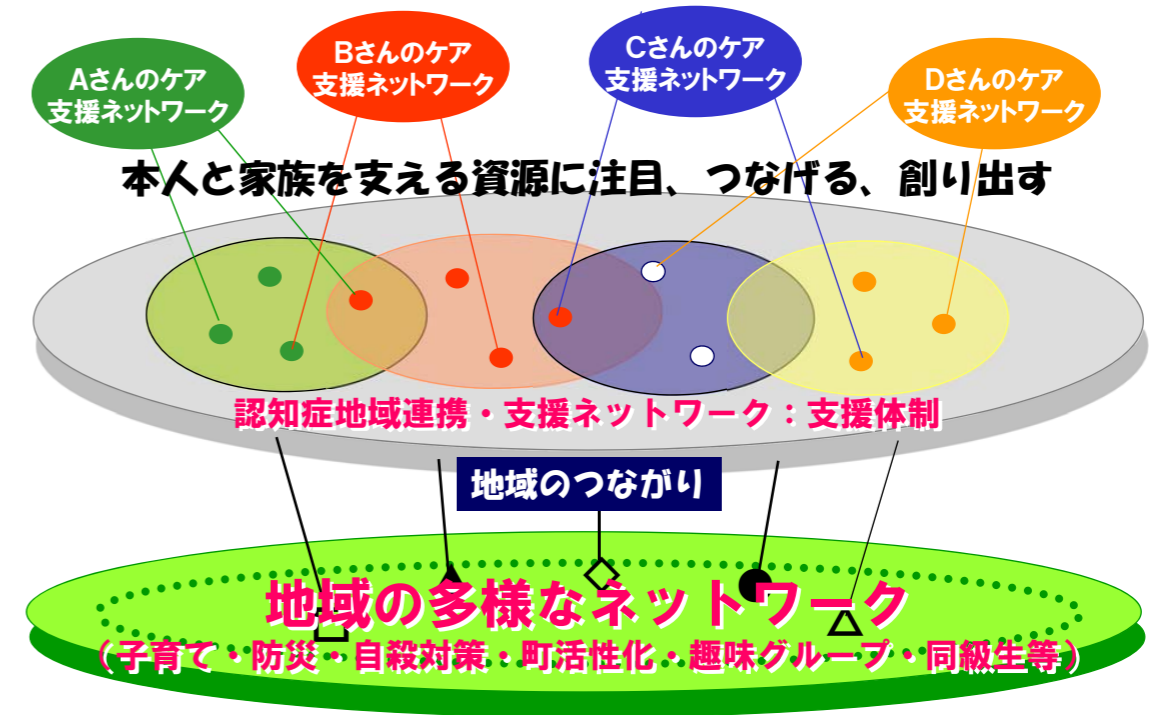 Aさんのケア
支援ネットワーク
Bさんのケア
支援ネットワーク
Cさんのケア
支援ネットワーク
Dさんのケア
支援ネットワーク
本人と家族を支える資源に注目、つなげる、創り出す
認知症地域連携・支援ネットワーク：支援体制
地域のつながり
地域の多様なネットワーク
（子育て・防災・自殺対策・町活性化・趣味グループ・同級生等）